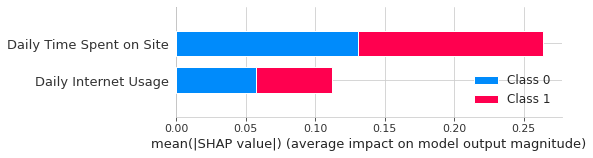 Daily Time Spent on Site
Daily Internet Usage
Class 0
Class 1
0.00 0.05 0.10 0.15 0.20 0.25
mean(|SHAP value|) (average impact on model output magnitude)